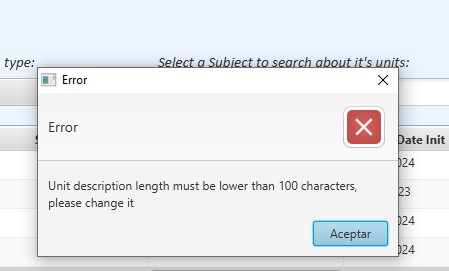 type:
Select a Subject to search about it's units:
Error
Error
Date Init
024
23
Unit description length must be lower than 100 characters,
please change it
024
Aceptar
024